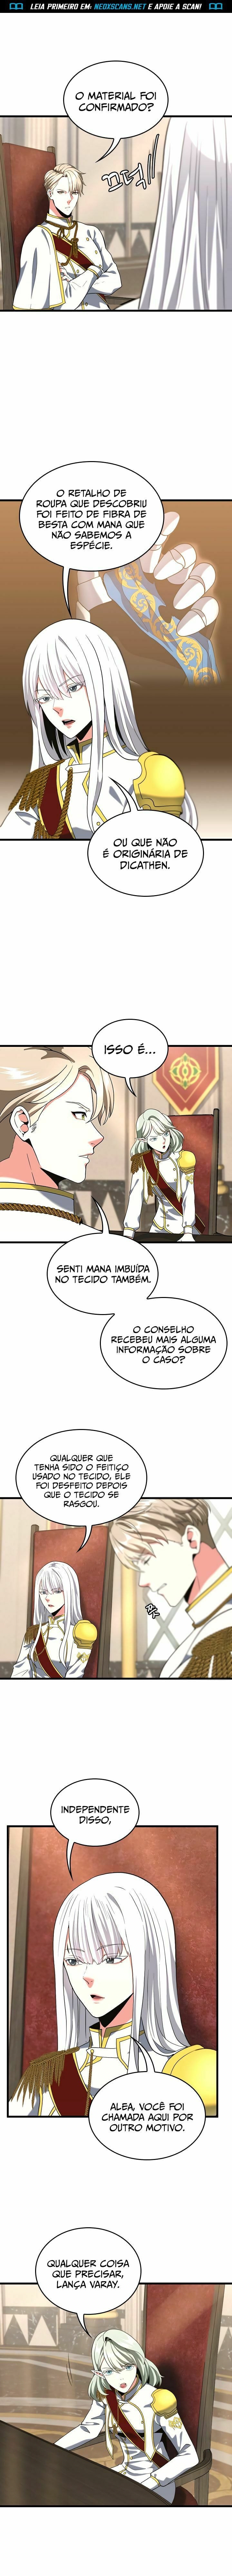 LEIA PRIMEIRO EM: NEOXSCANS.NET E APOIE A SCAN!
O MATERIAL FOI
CONFIRMADO?
O RETALHO DE
ROUPA QUE DESCOBRIU
FOI FEITO DE FIBRA DE
BESTA COM MANA QUE
NÃO SABEMOS A
ESPÉCIE.
OU QUE NÃO
É ORIGINÁRIA DE
DICATHEN.
ISSO É...
SENTI MANA IMBUÍDA
NO TECIDO TAMBÉM.
O CONSELHO
RECEBEU MAIS ALGUMA
INFORMAÇÃO SOBRE
O CASO?
QUALQUER QUE
TENHA SIDO O FEITIÇO
USADO NO TECIDO, ELE
FOI DESFEITO DEPOIS
QUE O TECIDO SE
RASGOU.
INDEPENDENTE
DISSO,
ALEA, VOCÊ FOI
CHAMADA AQUI POR
OUTRO MOTIVO.
QUALQUER COISA
QUE PRECISAR,
LANÇA VARAY.